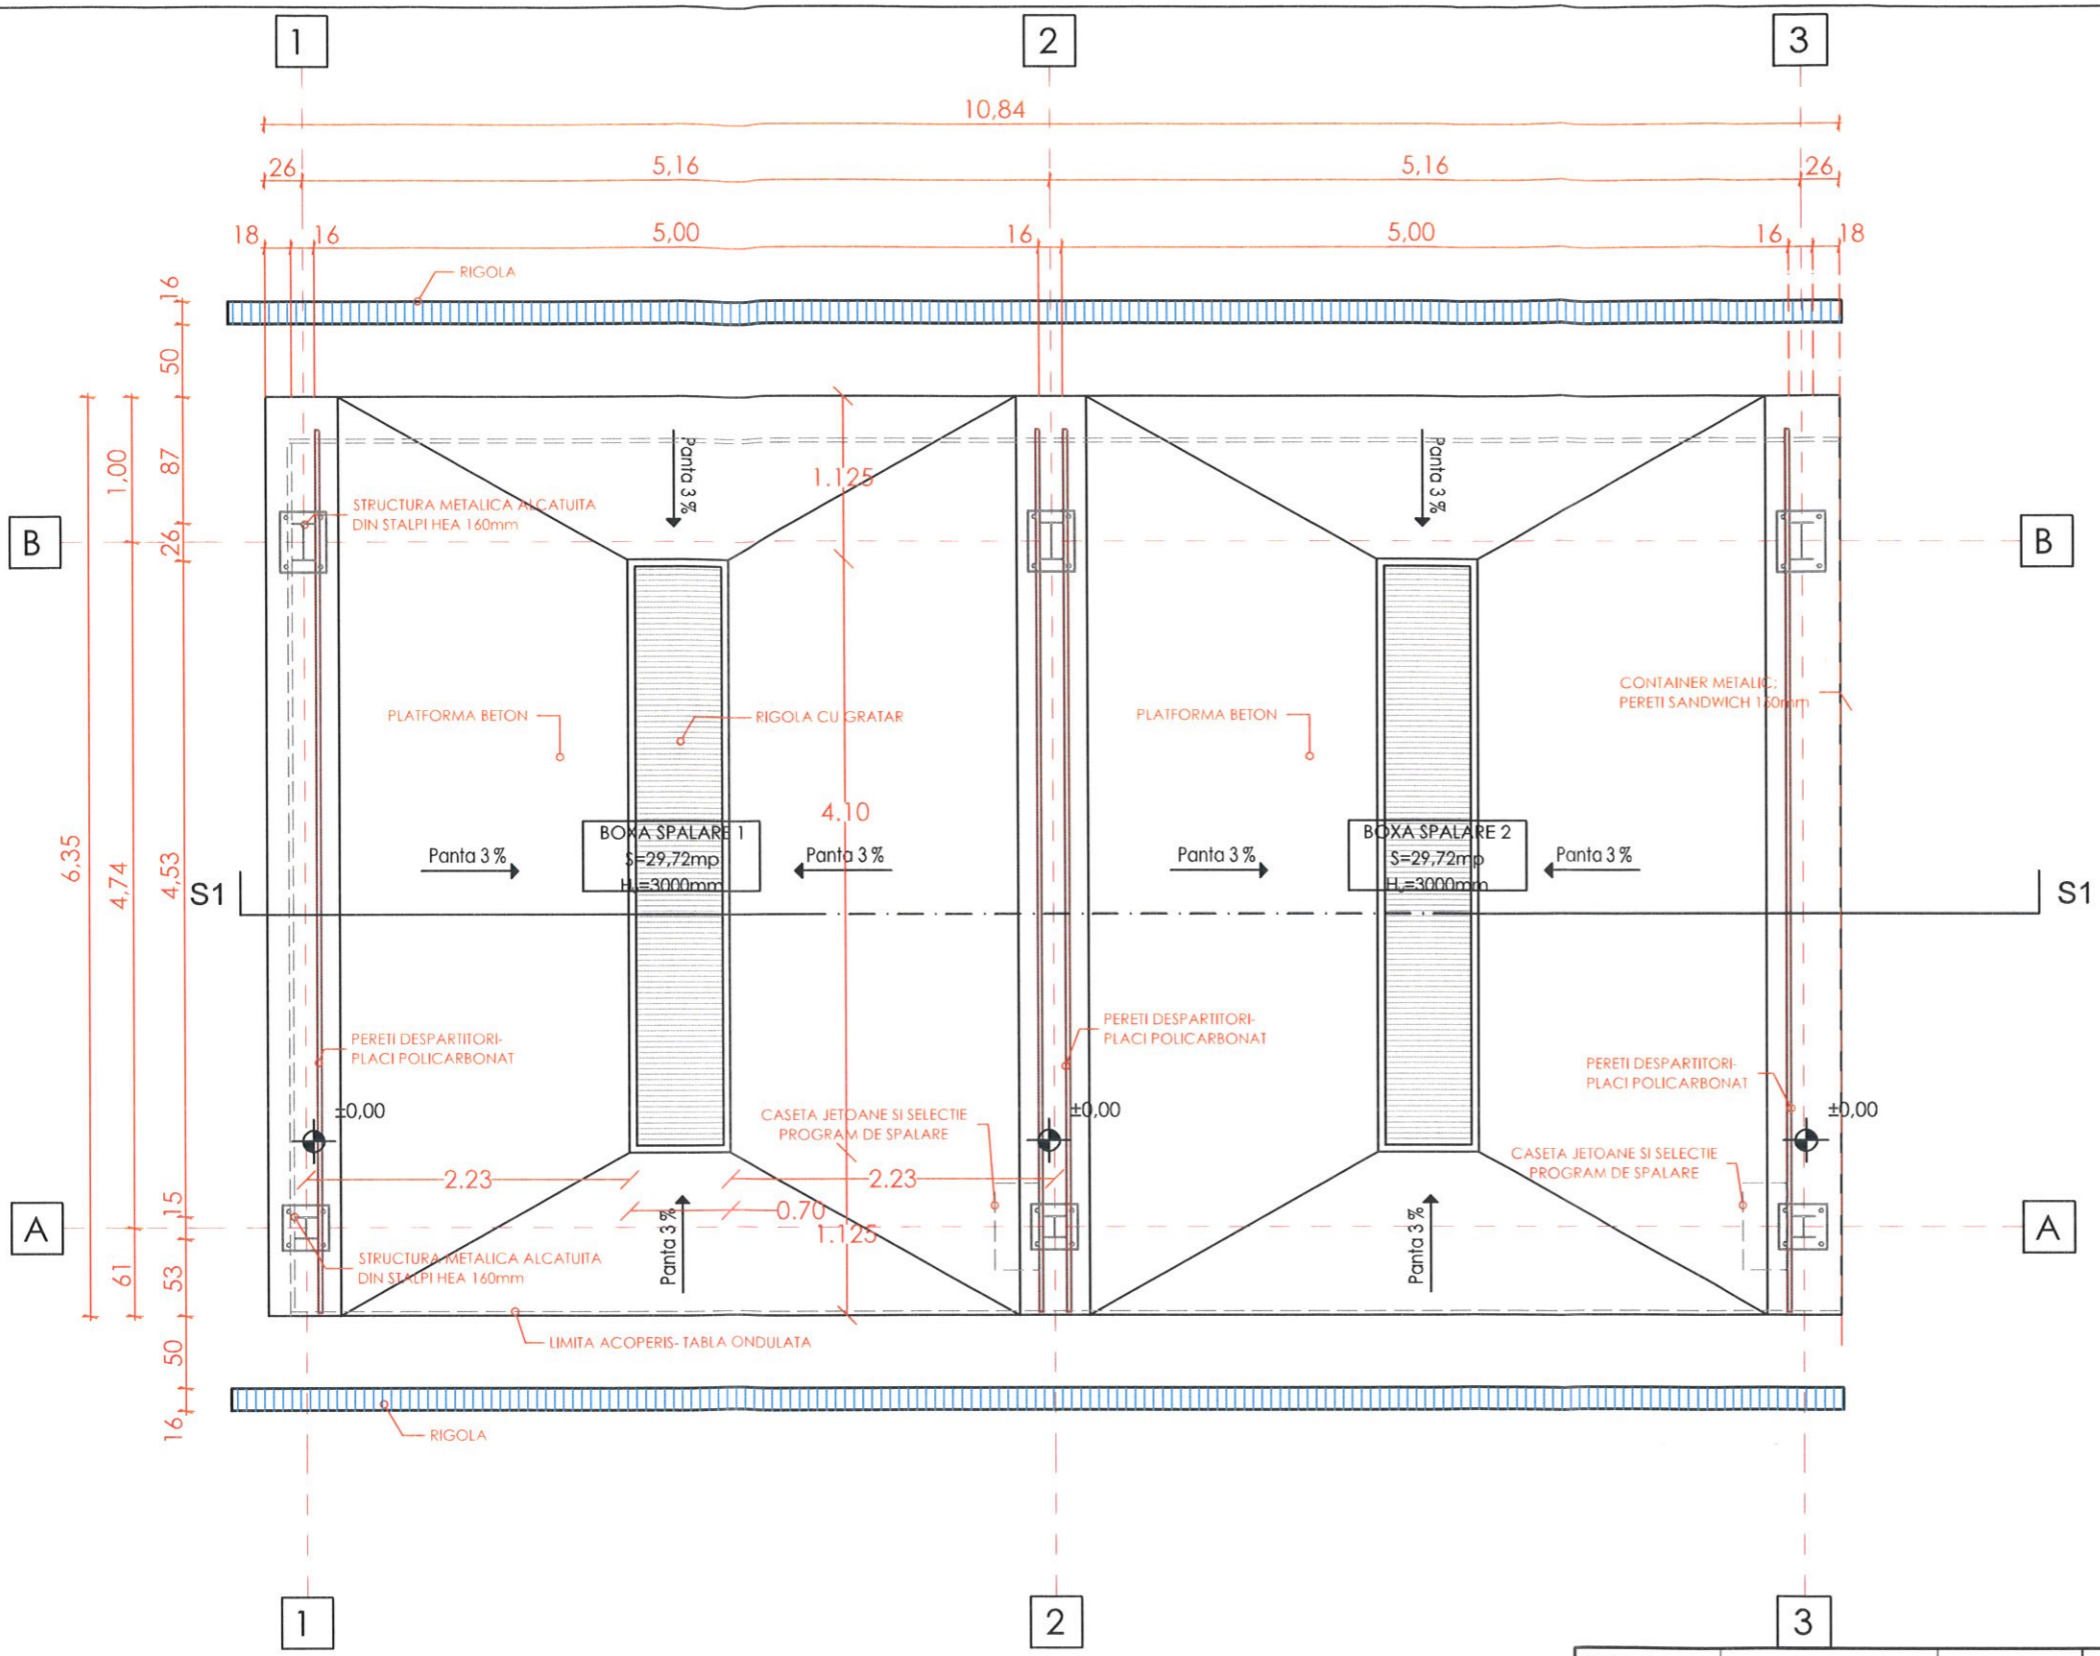 1
2
3
10,84
26
5,16
5,16
26
18
16
5,00
16
5,00
16
18
RIGOLA
16
50
87
26
4,53
15
53
50
16
1,00
4,74
61
6,35
B
B
Panta 3 %
1.125
Panta 3 %
STRUCTURA METALICA ALCATUITA
DIN STALPI HEA 160mm
CONTAINER METALIC;
PERETI SANDWICH 150mm
PLATFORMA BETON
RIGOLA CU GRATAR
PLATFORMA BETON
4.10
BOXA SPALARE 1
S=29,72mp
H =3000mm
BOXA SPALARE 2
S=29,72mp
H =3000mm
Panta 3 %
Panta 3 %
Panta 3 %
Panta 3 %
S1
S1
PERETI DESPARTITORI-
PLACI POLICARBONAT
PERETI DESPARTITORI-
PLACI POLICARBONAT
PERETI DESPARTITORI-
PLACI POLICARBONAT
±0,00
±0,00
±0,00
CASETA JETOANE SI SELECTIE
PROGRAM DE SPALARE
CASETA JETOANE SI SELECTIE
PROGRAM DE SPALARE
2.23
2.23
0.70
1.125
Panta 3 %
Panta 3 %
A
A
STRUCTURA METALICA ALCATUITA
DIN STALPI HEA 160mm
LIMITA ACOPERIS- TABLA ONDULATA
RIGOLA
1
2
3